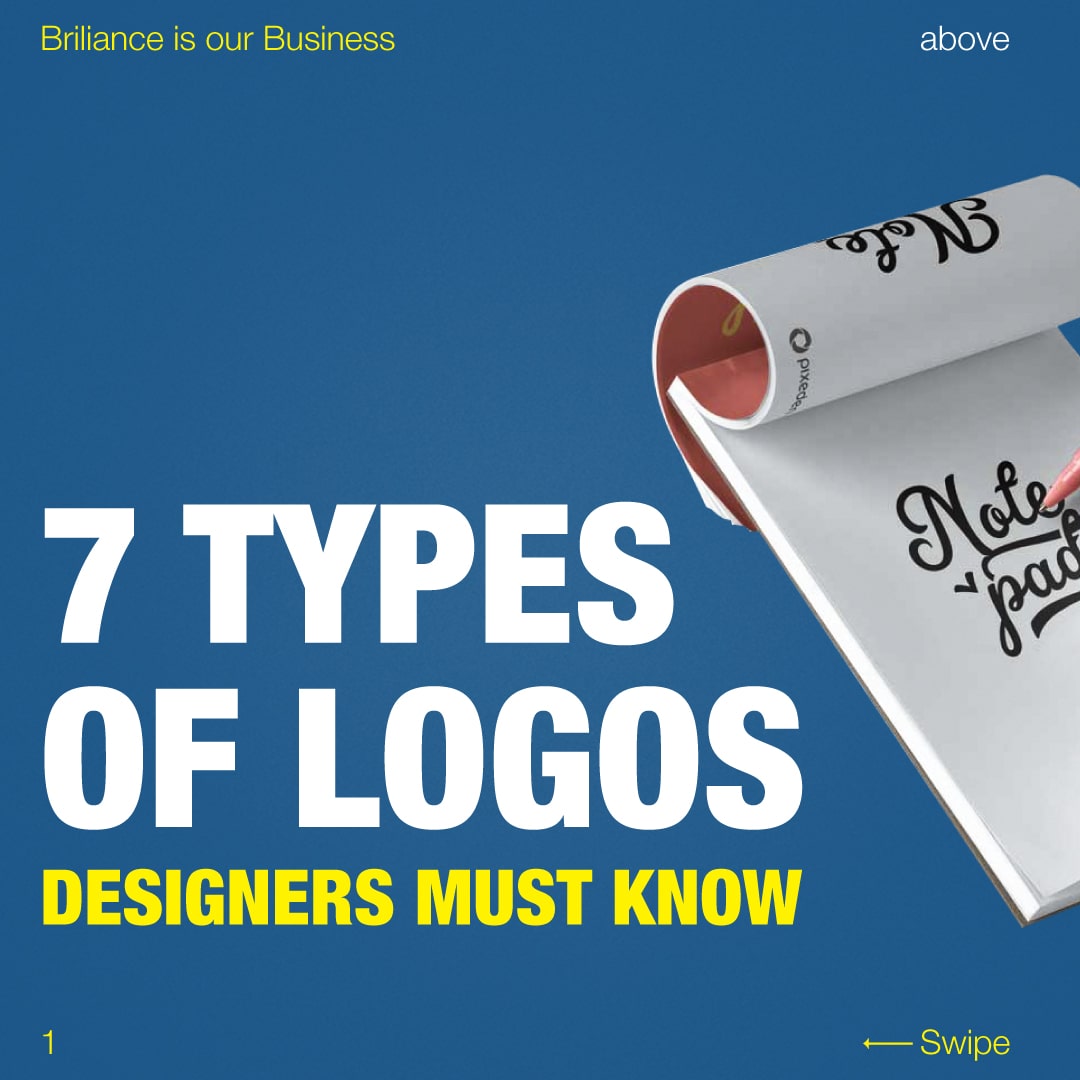 Briliance is our Business
above
Note
pixeden
Note
pad
7 TYPES
OF LOGOS
DESIGNERS MUST KNOW
1
Swipe